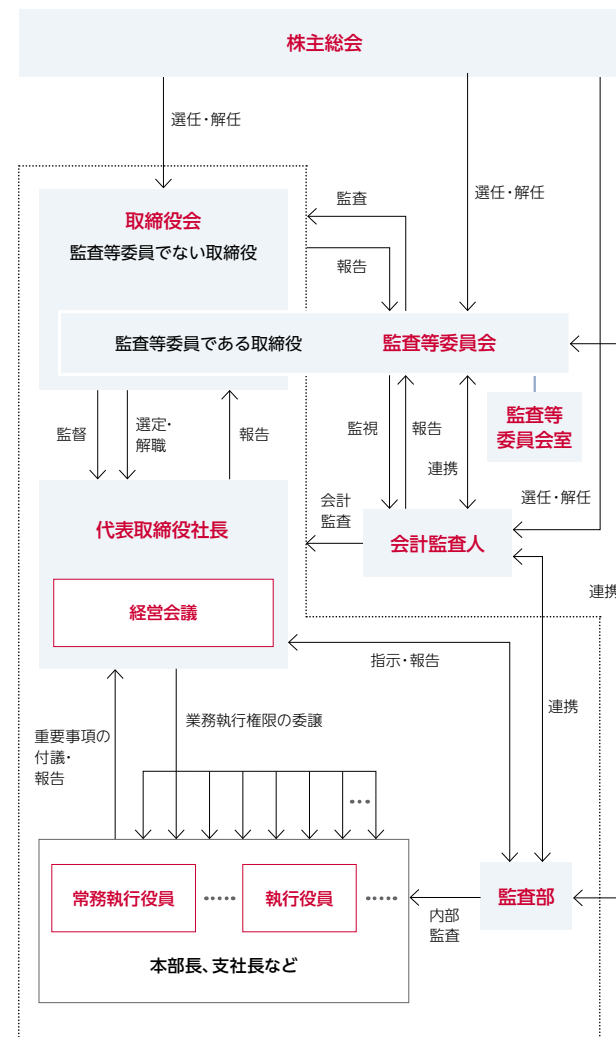 株主総会
選任・解任
選任・解任
監査
取締役会
監査等委員でない取締役
報告
監査等委員である取締役
監査等委員会
監査等
委員会室
監督
選定・
解職
報告
監視
報告
連携
会計
監査
選任・解任
代表取締役社長
会計監査人
経営会議
連携
指示・報告
連携
重要事項の
付議・
報告
業務執行権限の委譲
…
常務執行役員
・・・・・
執行役員
・・・・・
監査部
内部
監査
本部長、支社長など